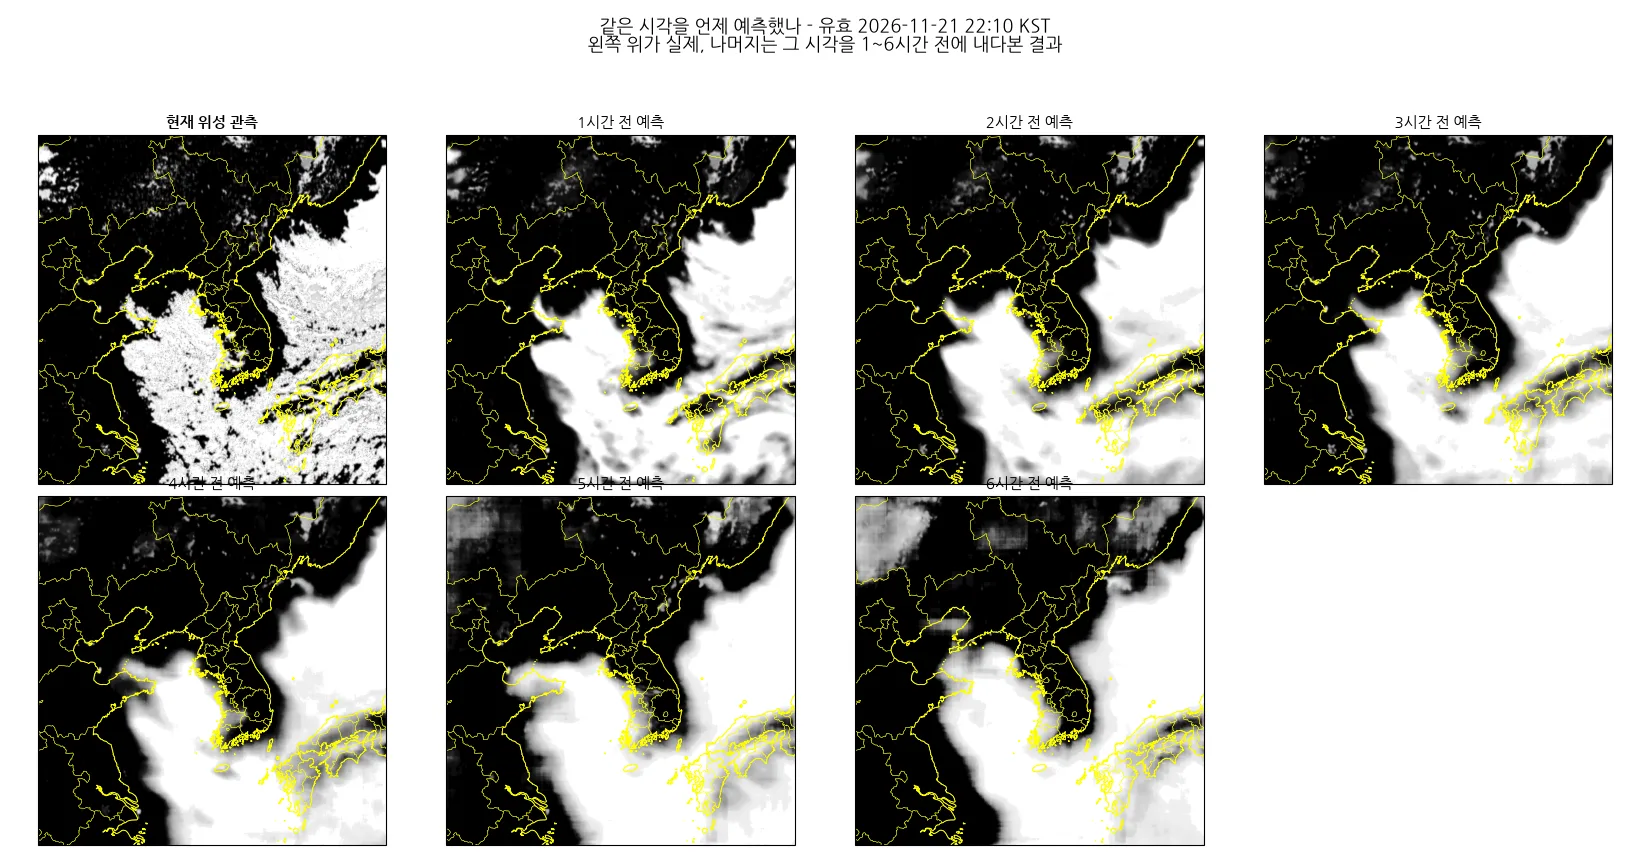 같은 시각을 언제 예측했나 - 유효 2026-11-21 22:10 KST
왼쪽 위가 실제, 나머지는 그 시각을 1~6시간 전에 내다본 결과
현재 위성 관측
1시간 전 예측
2시간 전 예측
3시간 전 예측
4시간 전 예측
5시간 전 예측
6시간 전 예측